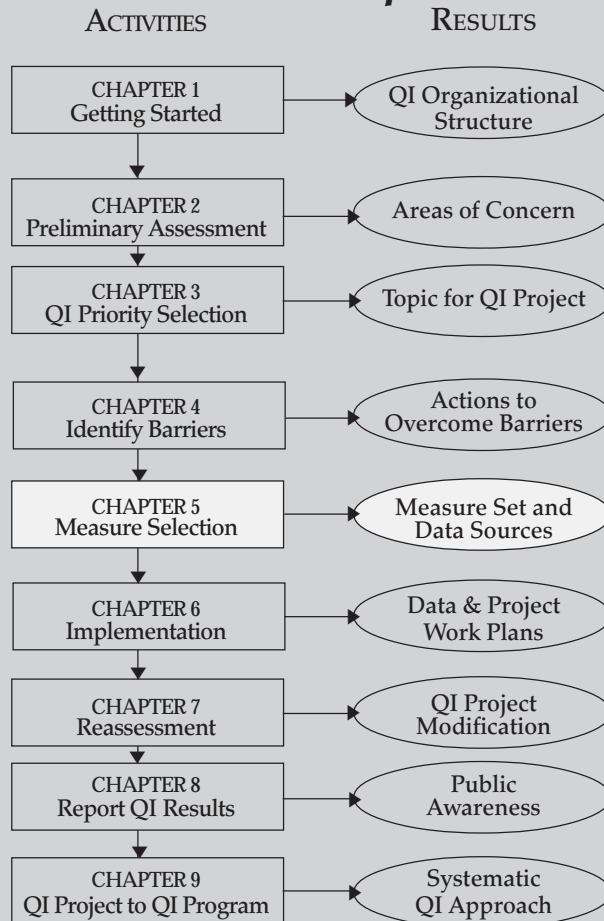 ACTIVITIES
RESULTS
CHAPTER 1
Getting Started
QI Organizational
Structure
CHAPTER 2
Preliminary Assessment
Areas of Concern
CHAPTER 3
QI Priority Selection
Topic for QI Project
CHAPTER 4
Identify Barriers
Actions to
Overcome Barriers
CHAPTER 5
Measure Selection
Measure Set and
Data Sources
CHAPTER 6
Implementation
Data & Project
Work Plans
CHAPTER 7
Reassessment
QI Project
Modification
CHAPTER 8
Report QI Results
Public
Awareness
CHAPTER 9
QI Project to QI Program
Systematic
QI Approach